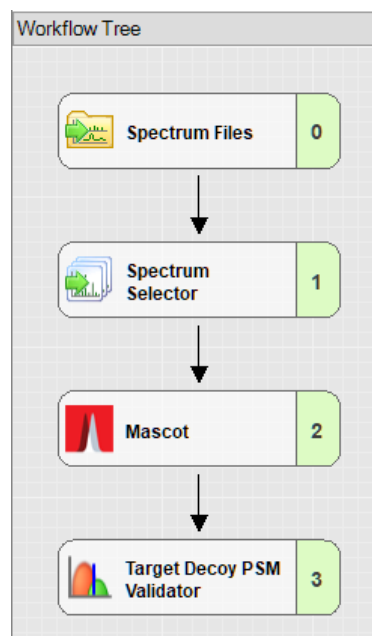 Workflow Tree
Spectrum Files 0
Spectrum
Selector
1
Mascot 2
Target Decoy PSM
Validator
3